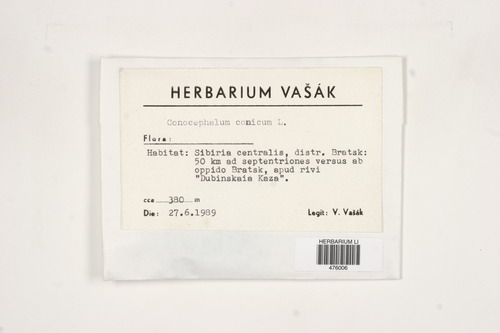 HERBARIUM VAŠÁK
Conocephalum conicum L.
Flora:
Habitat: Sibiria centralis, distr. Bratsk:
50 km ad septentriones versus ab
oppido Bratsk, apud rivi
"Dubinskaia Kaza".
cca 380 m
Die: 27.6.1989 Legit: V. Vašák
HERBARIUM LI
476006